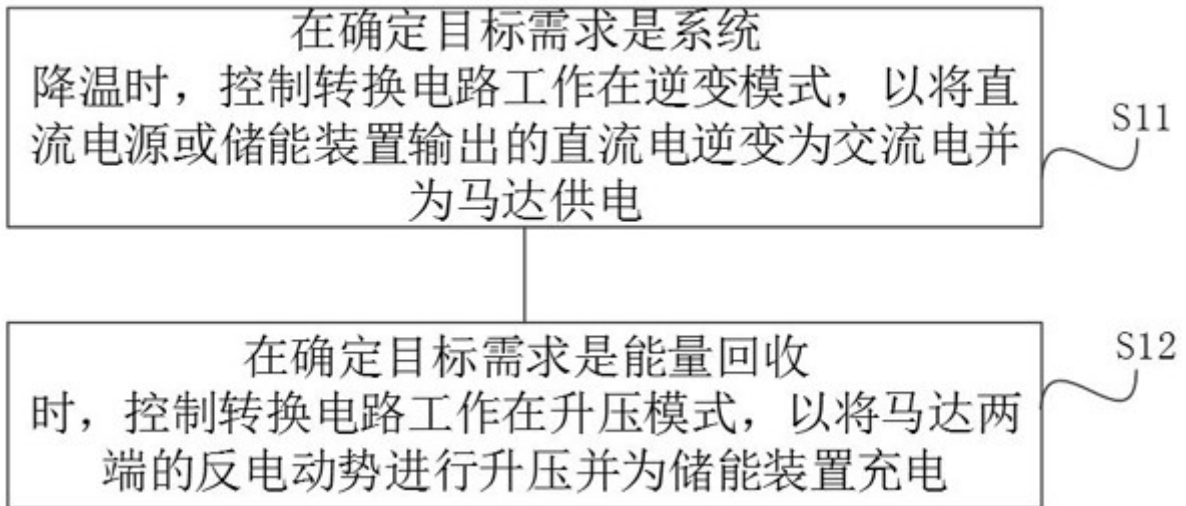 在确定目标需求是系统
降温时，控制转换电路工作在逆变模式，以将直
流电源或储能装置输出的直流电逆变为交流电并
为马达供电
S11
在确定目标需求是能量回收
时，控制转换电路工作在升压模式，以将马达两
端的反电动势进行升压并为储能装置充电
S12